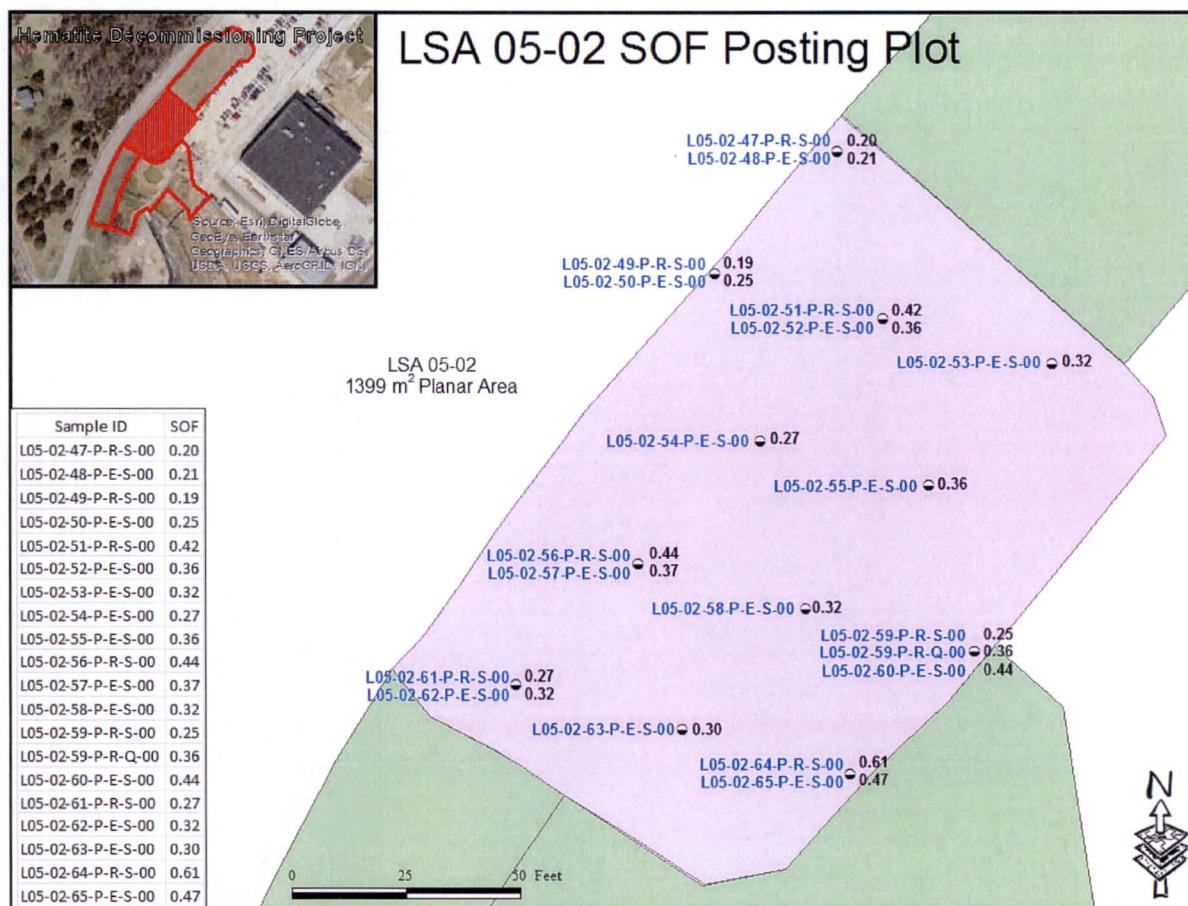 Hematite Decommissioning Project
Source: Esri, DigitalGlobe,
GeoEye, Earthstar
Geographics, CNES/Airbus DS,
USDA, USGS, AeroGRID, IGN,
LSA 05-02 SOF Posting Plot
L05-02-47-P-R-S-00 0.20
L05-02-48-P-E-S-00 0.21
L05-02-49-P-R-S-00 0.19
L05-02-50-P-E-S-00 0.25
L05-02-51-P-R-S-00 0.42
L05-02-52-P-E-S-00 0.36
L05-02-53-P-E-S-00 0.32
LSA 05-02
1399 m² Planar Area
L05-02-54-P-E-S-00 0.27
L05-02-55-P-E-S-00 0.36
L05-02-56-P-R-S-00 0.44
L05-02-57-P-E-S-00 0.37
L05-02-58-P-E-S-00 0.32
L05-02-59-P-R-S-00 0.25
L05-02-59-P-R-Q-00 0.36
L05-02-60-P-E-S-00 0.44
L05-02-61-P-R-S-00 0.27
L05-02-62-P-E-S-00 0.32
L05-02-63-P-E-S-00 0.30
L05-02-64-P-R-S-00 0.61
L05-02-65-P-E-S-00 0.47
Sample ID SOF
L05-02-47-P-R-S-00 0.20
L05-02-48-P-E-S-00 0.21
L05-02-49-P-R-S-00 0.19
L05-02-50-P-E-S-00 0.25
L05-02-51-P-R-S-00 0.42
L05-02-52-P-E-S-00 0.36
L05-02-53-P-E-S-00 0.32
L05-02-54-P-E-S-00 0.27
L05-02-55-P-E-S-00 0.36
L05-02-56-P-R-S-00 0.44
L05-02-57-P-E-S-00 0.37
L05-02-58-P-E-S-00 0.32
L05-02-59-P-R-S-00 0.25
L05-02-59-P-R-Q-00 0.36
L05-02-60-P-E-S-00 0.44
L05-02-61-P-R-S-00 0.27
L05-02-62-P-E-S-00 0.32
L05-02-63-P-E-S-00 0.30
L05-02-64-P-R-S-00 0.61
L05-02-65-P-E-S-00 0.47
0 25 50 Feet
N